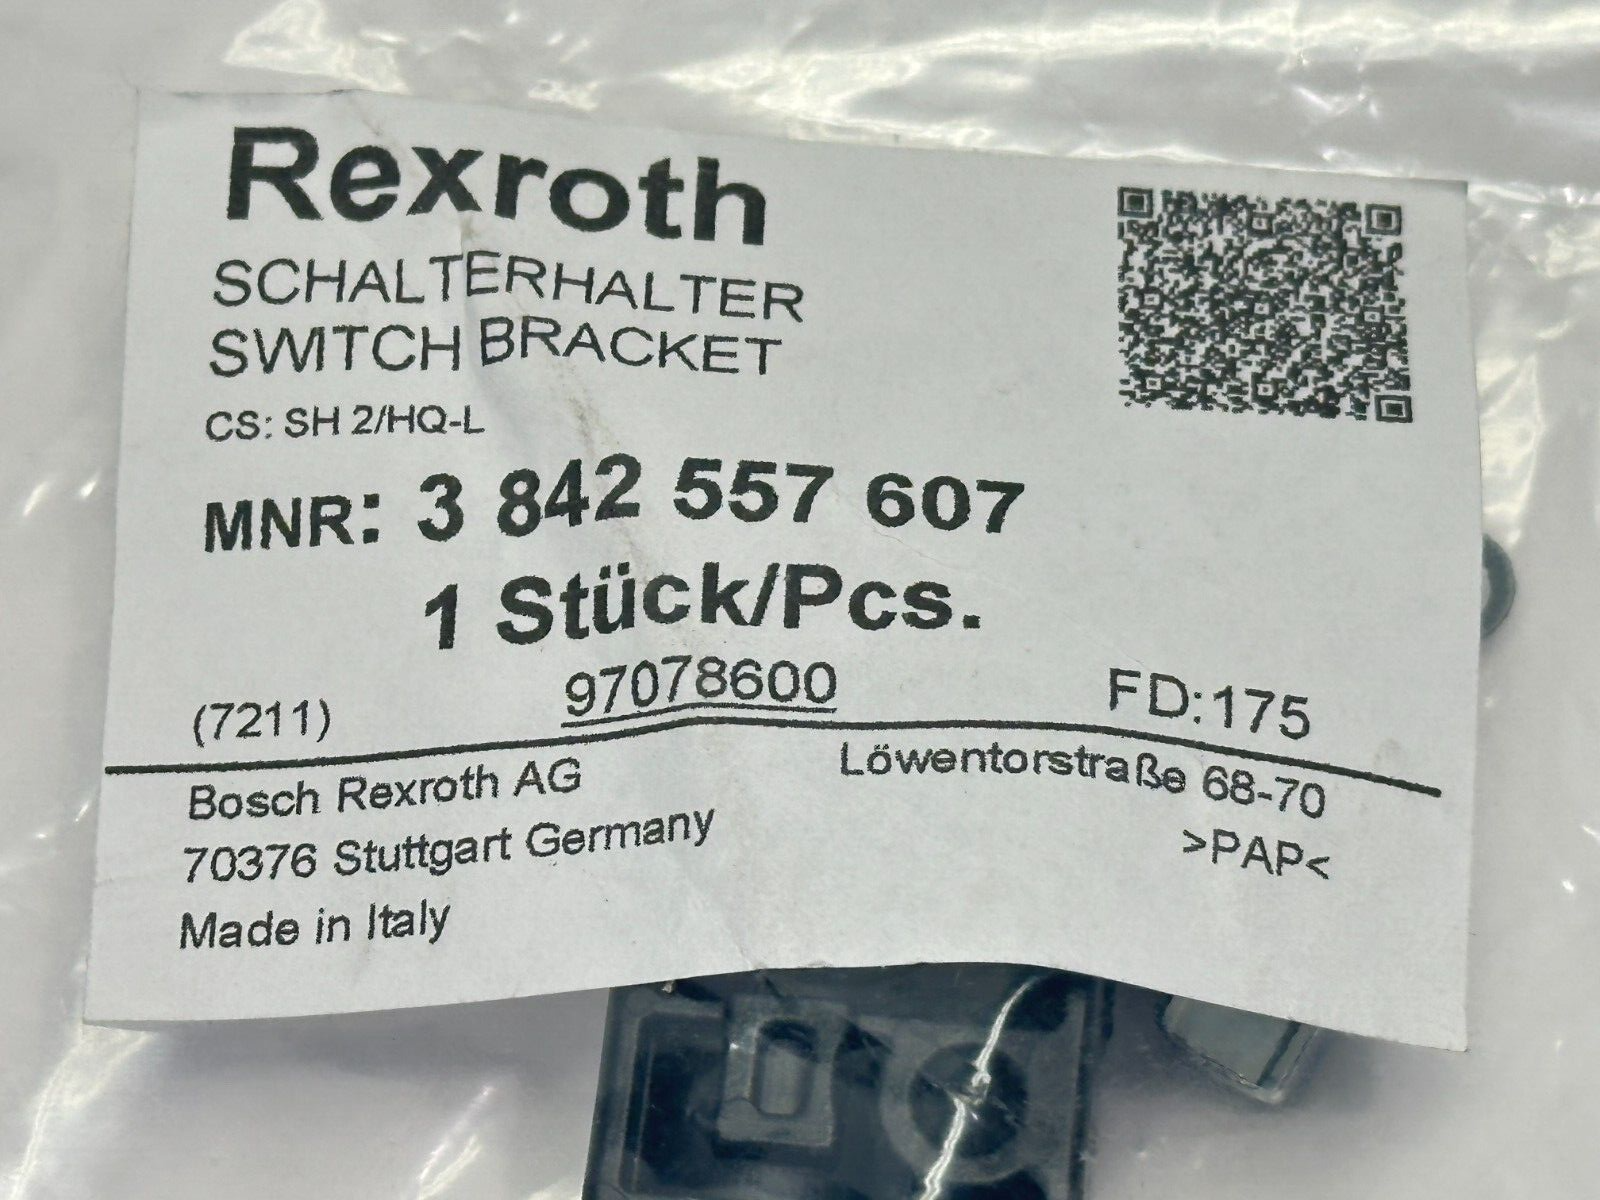 Rexroth
SCHALTERHALTER
SWITCH BRACKET
CS: SH 2/HQ-L
MNR: 3 842 557 607
1 Stück/Pcs.
(7211) 97078600 FD:175
Bosch Rexroth AG Löwentorstraße 68-70
70376 Stuttgart Germany >PAP<
Made in Italy